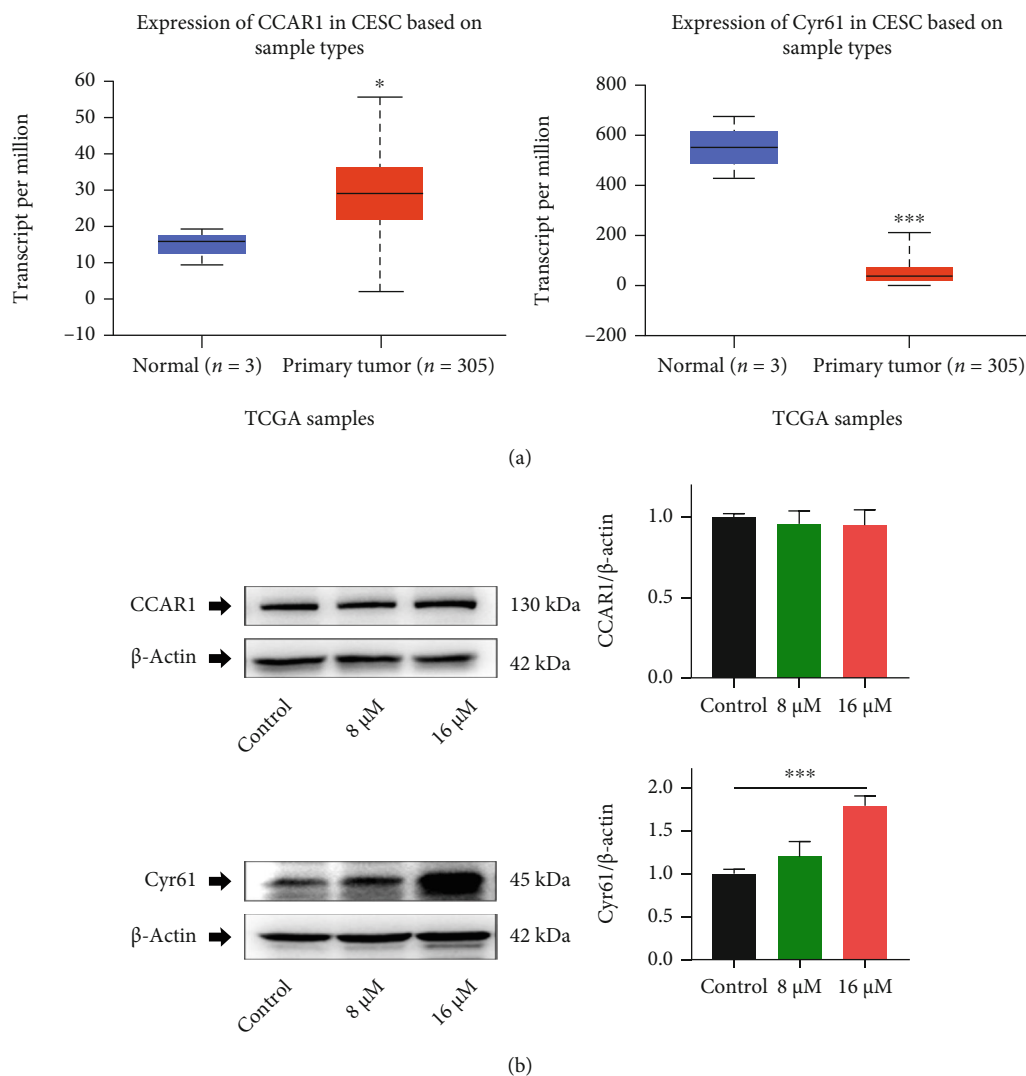 Expression of CCAR1 in CESC based on
sample types
60
50
40
30
20
10
0
–10
Transcript per million
*
Normal (n = 3)
Primary tumor (n = 305)
TCGA samples
Expression of Cyr61 in CESC based on
sample types
800
600
400
200
0
–200
Transcript per million
***
Normal (n = 3)
Primary tumor (n = 305)
TCGA samples
(a)
CCAR1
130 kDa
β-Actin
42 kDa
Control
8 μM
16 μM
CCAR1/β-actin
1.0
0.5
0.0
Control
8 μM
16 μM
Cyr61
45 kDa
β-Actin
42 kDa
Control
8 μM
16 μM
Cyr61/β-actin
2.0
1.5
1.0
0.5
0.0
***
Control
8 μM
16 μM
(b)